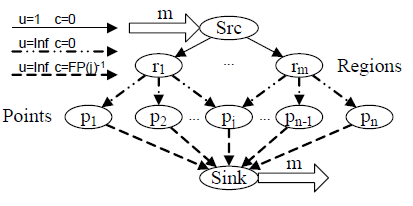 u=1 c=0
m
Src
u=Inf c=0
u=Inf c=FP(i)-1
r1
...
rm
Regions
Points
p1
p2
...
pi
...
pn-1
pn
Sink
m